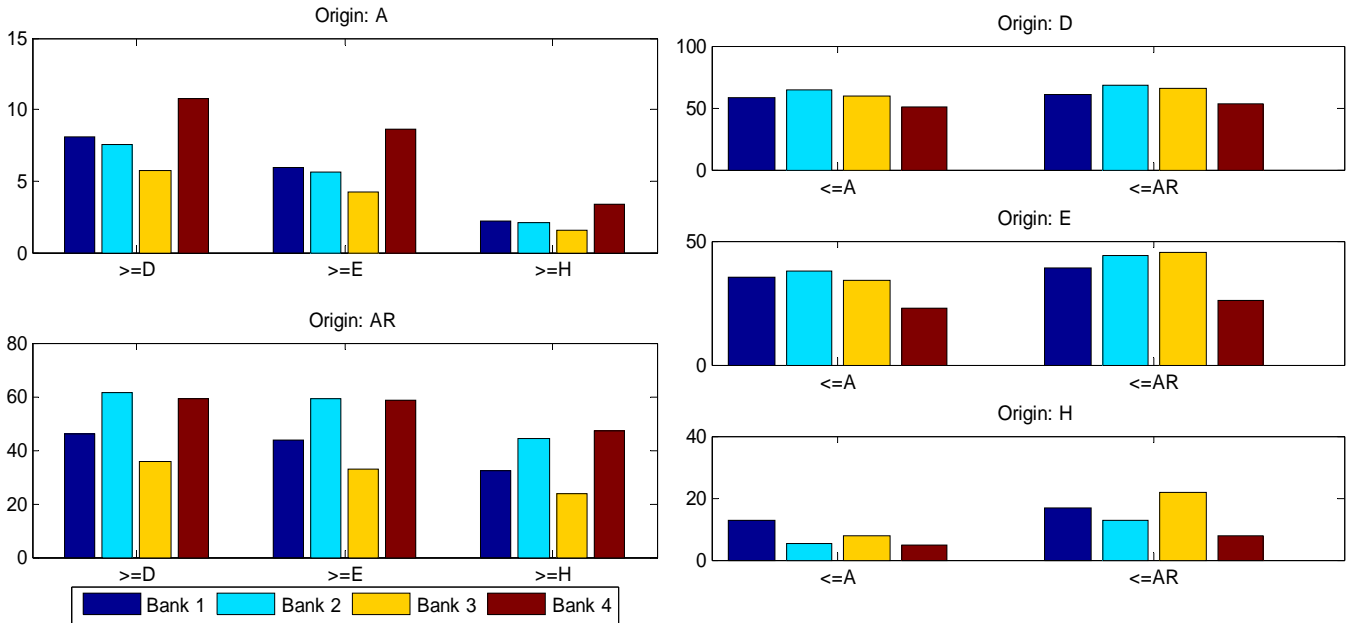 Origin: A
15
10
5
0
>=D >=E >=H
Origin: AR
80
60
40
20
0
>=D >=E >=H
Bank 1 Bank 2 Bank 3 Bank 4
Origin: D
100
50
0
<=A <=AR
Origin: E
50
0
<=A <=AR
Origin: H
40
20
0
<=A <=AR